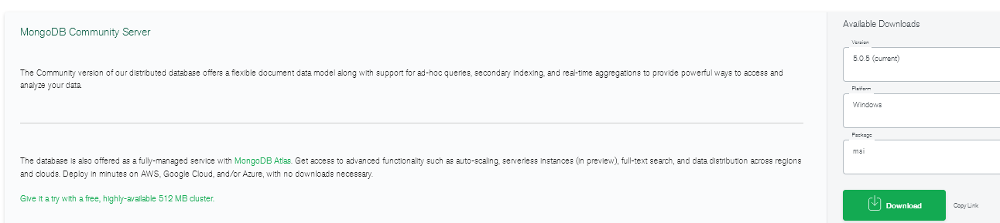 MongoDB Community Server
The Community version of our distributed database offers a flexible document data model along with support for ad-hoc queries, secondary indexing, and real-time aggregations to provide powerful ways to access and
analyze your data.
The database is also offered as a fully-managed service with MongoDB Atlas. Get access to advanced functionality such as auto-scaling, serverless instances (in preview), full-text search, and data distribution across regions
and clouds. Deploy in minutes on AWS, Google Cloud, and/or Azure, with no downloads necessary.
Give it a try with a free, highly-available 512 MB cluster.
Available Downloads
Version
5.0.5 (current)
Platform
Windows
Package
msi
Download
Copy Link